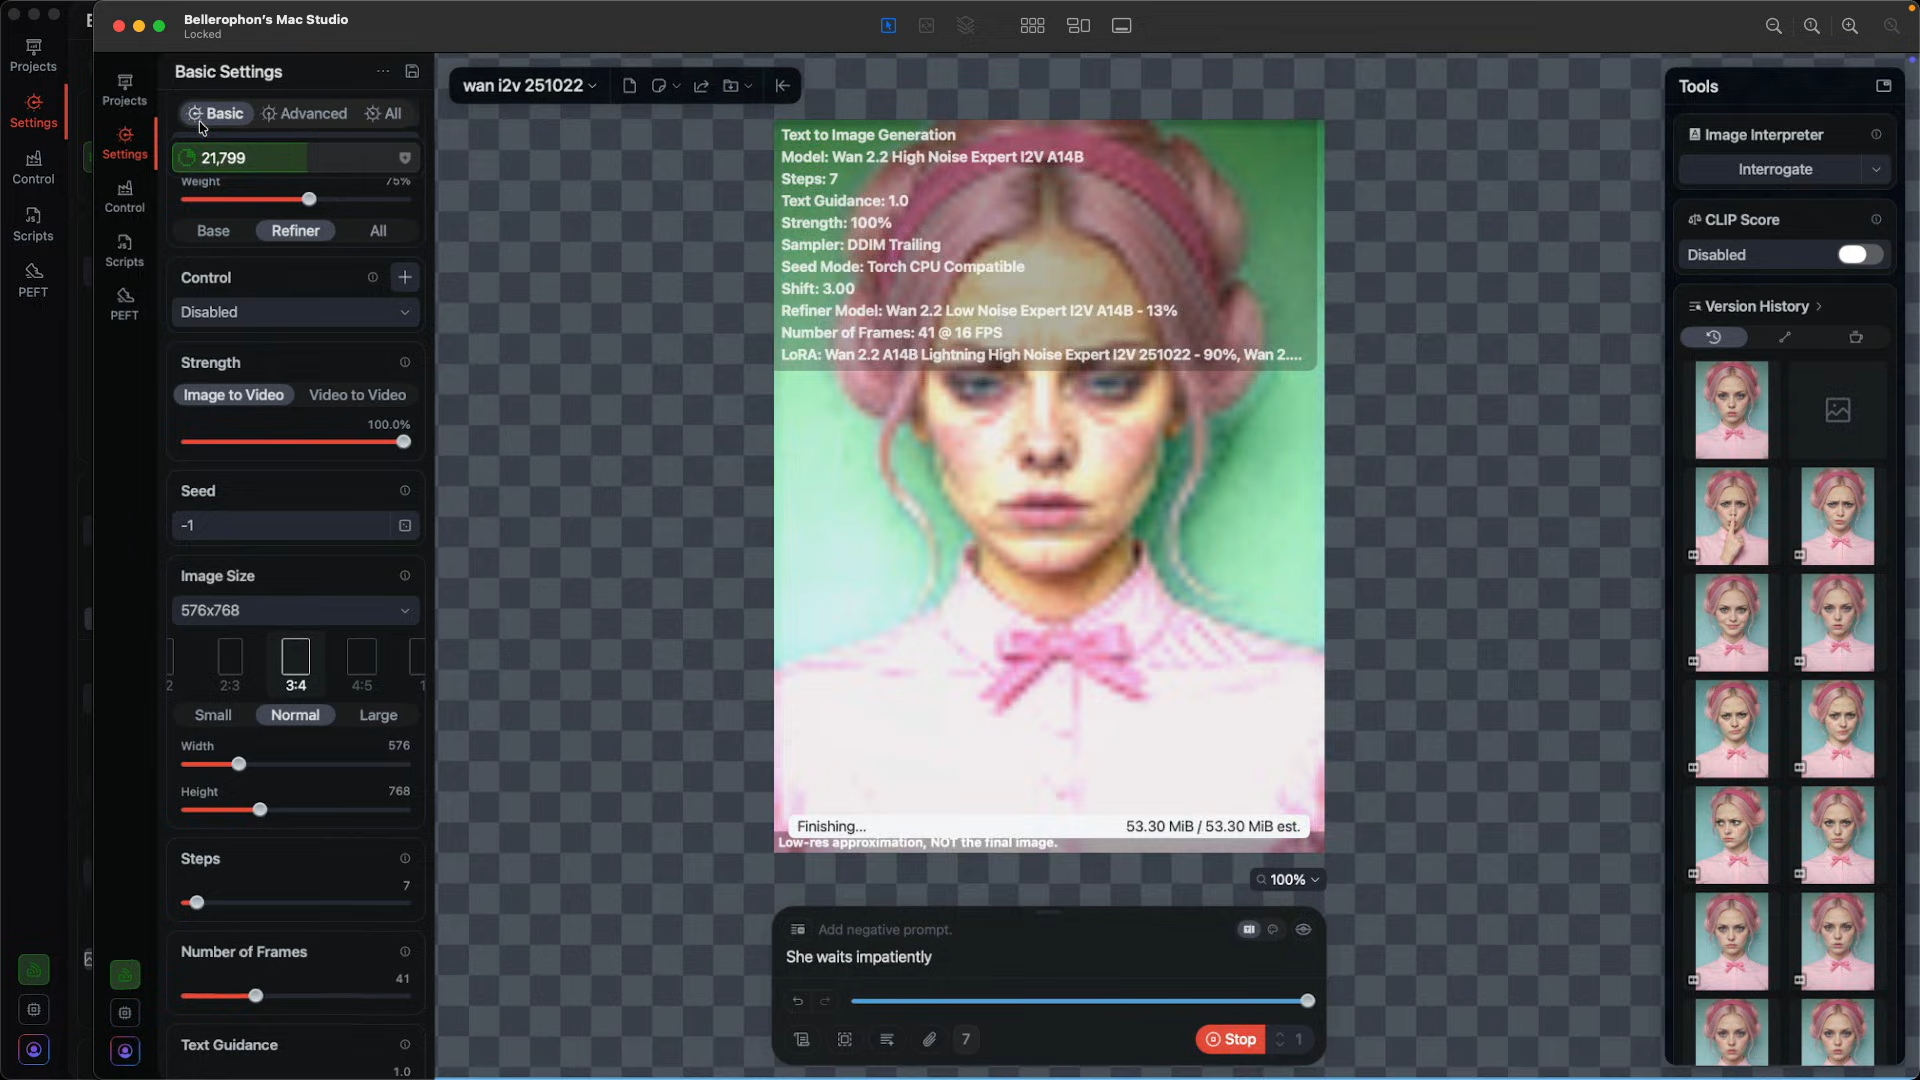 Bellerophon's Mac Studio
Locked
Projects
Settings
Control
Scripts
PEFT
Projects
Settings
Control
Scripts
PEFT
Basic Settings
Basic
Advanced
All
21,799
Weight
75%
Base
Refiner
All
Control
Disabled
Strength
Image to Video
Video to Video
100.0%
Seed
-1
Image Size
576x768
2
2:3
3:4
4:5
1
Small
Normal
Large
Width
576
Height
768
Steps
7
Number of Frames
41
Text Guidance
1.0
wan i2v 251022
Text to Image Generation
Model: Wan 2.2 High Noise Expert I2V A14B
Steps: 7
Text Guidance: 1.0
Strength: 100%
Sampler: DDIM Trailing
Seed Mode: Torch CPU Compatible
Shift: 3.00
Refiner Model: Wan 2.2 Low Noise Expert I2V A14B - 13%
Number of Frames: 41 @ 16 FPS
LoRA: Wan 2.2 A14B Lightning High Noise Expert I2V 251022 - 90%, Wan 2....
Finishing...
53.30 MiB / 53.30 MiB est.
Low-res approximation, NOT the final image.
100%
Add negative prompt.
She waits impatiently
7
Stop
1
Tools
Image Interpreter
Interrogate
CLIP Score
Disabled
Version History